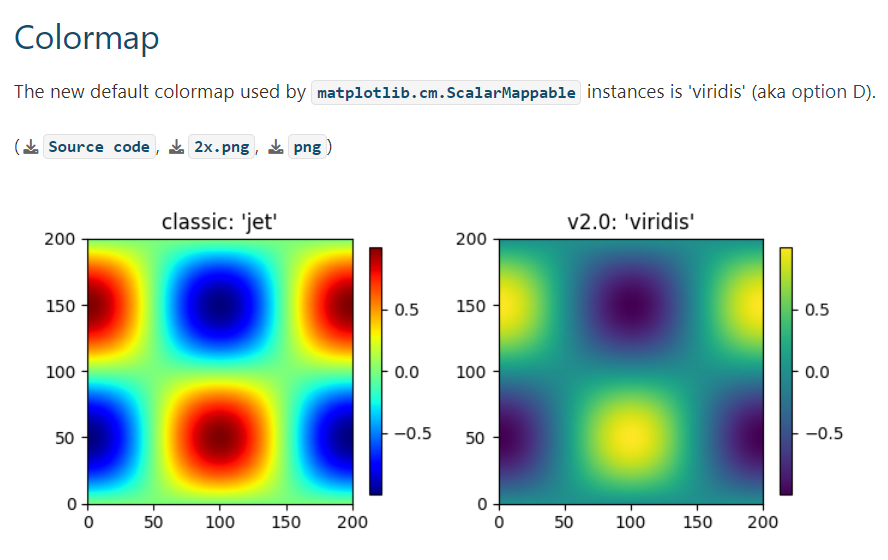 Colormap
The new default colormap used by matplotlib.cm.ScalarMappable instances is 'viridis' (aka option D).
(Source code, 2x.png, png)
classic: 'jet'
200
150
100
50
0
0 50 100 150 200
0.5
0.0
−0.5
v2.0: 'viridis'
200
150
100
50
0
0 50 100 150 200
0.5
0.0
−0.5